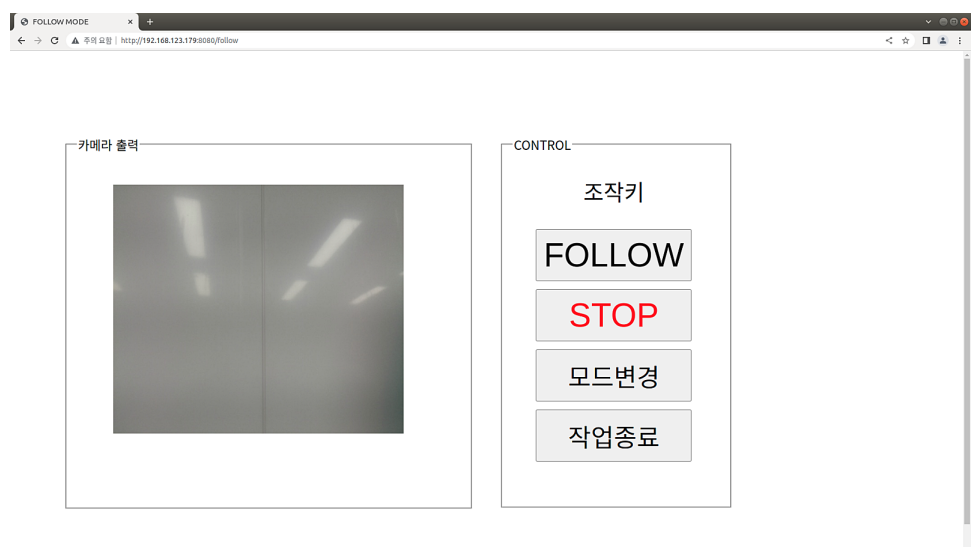 FOLLOW MODE
주의 요함 | http://192.168.123.179:8080/follow
카메라 출력
CONTROL
조작키
FOLLOW
STOP
모드변경
작업종료